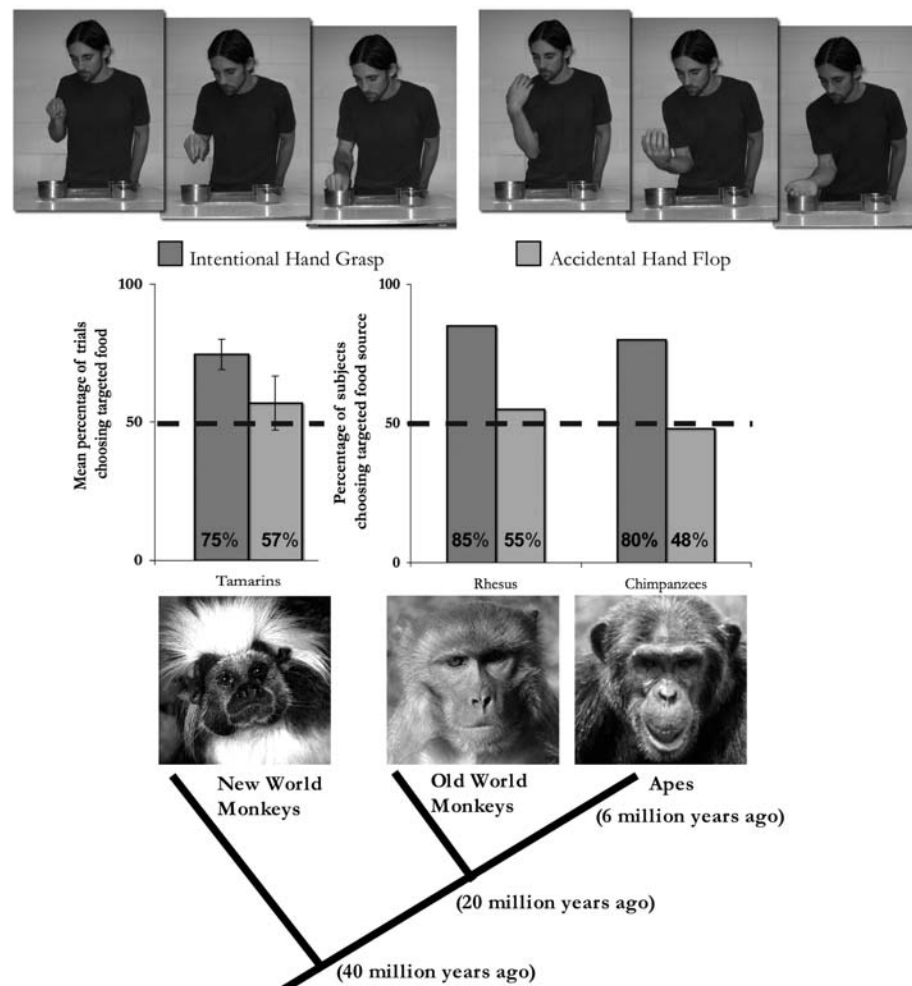 Intentional Hand Grasp
Accidental Hand Flop
100
50
0
Mean percentage of trials
choosing targeted food
75%
57%
Tamarins
100
50
0
Percentage of subjects
choosing targeted food source
85%
55%
80%
48%
Rhesus
Chimpanzees
New World
Monkeys
Old World
Monkeys
Apes
(6 million years ago)
(20 million years ago)
(40 million years ago)